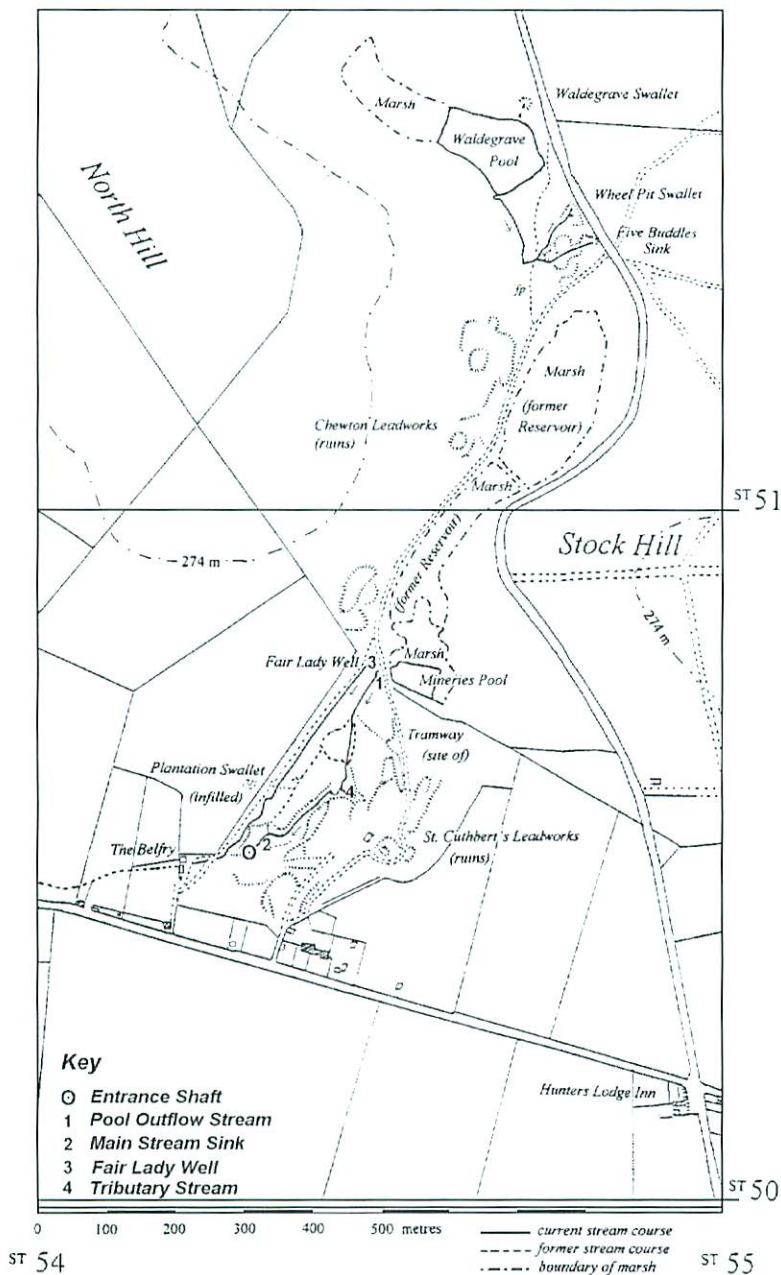 Waldegrave Swallet
Marsh
Waldegrave
Pool
North Hill
Wheel Pit Swallet
Five Buddles
Sink
fp
Marsh
(former
Reservoir)
Chewton Leadworks
(ruins)
Marsh
ST 51
(former Reservoir)
Stock Hill
274 m
274 m
Fair Lady Well
3
Marsh
1
Mineries Pool
Tramway
(site of)
Plantation Swallet
(infilled)
4
The Belfry
2
St. Cuthbert's Leadworks
(ruins)
Key
Entrance Shaft
1 Pool Outflow Stream
2 Main Stream Sink
3 Fair Lady Well
4 Tributary Stream
Hunters Lodge Inn
ST 50
0 100 200 300 400 500 metres
current stream course
former stream course
boundary of marsh
ST 54
ST 55